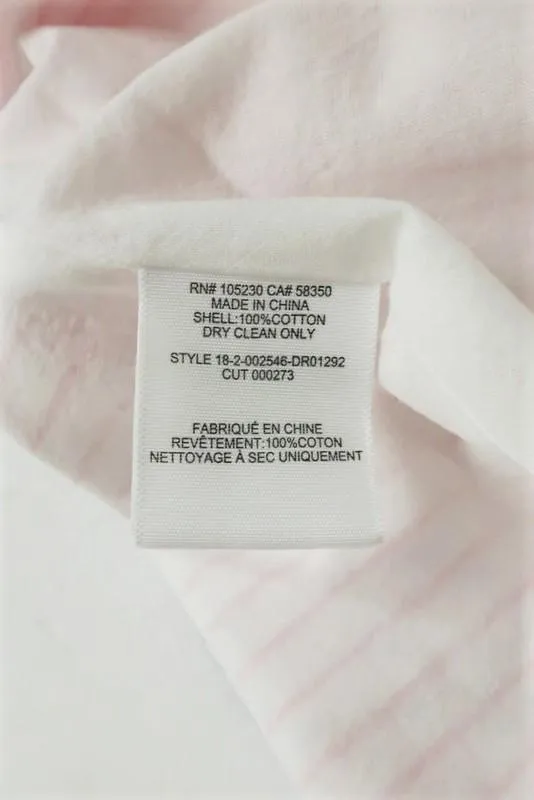 RN# 105230 CA# 58350
MADE IN CHINA
SHELL:100%COTTON
DRY CLEAN ONLY
STYLE 18-2-002546-DR01292
CUT 000273
FABRIQUÉ EN CHINE
REVÊTEMENT:100%COTON
NETTOYAGE À SEC UNIQUEMENT